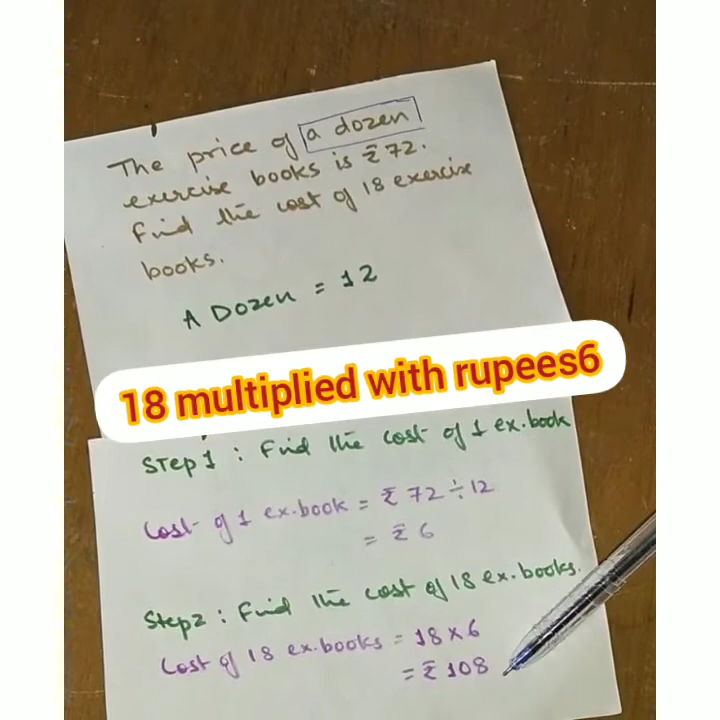 The price of a dozen
exercise books is ₹ 72.
Find the cost of 18 exercise
books.
A Dozen = 12
18 multiplied with rupees6
Step 1 : Find the cost of 1 ex.book
Cost of 1 ex.book = ₹ 72 ÷ 12
= ₹ 6
Step 2 : Find the cost of 18 ex.books.
Cost of 18 ex.books = 18 × 6
= ₹ 108